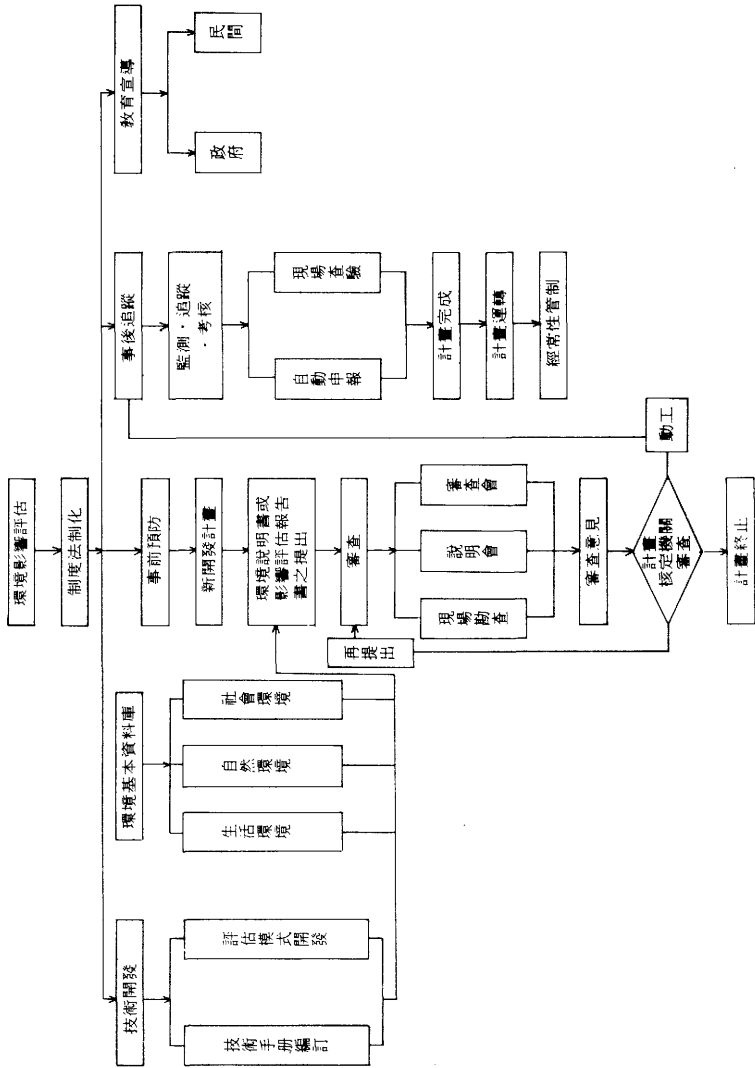 環境影響評估
制度法制化
技術開發
技術手册編訂
評估模式開發
環境基本資料庫
生活環境
自然環境
社會環境
事前預防
新開發計畫
環境說明書或
影響評估報告
書之提出
審查
再提出
現場勘查
說明會
審查會
審查意見
計畫
核定機關
審查
計畫終止
動工
事後追蹤
監測・追蹤
・考核
自動申報
現場查驗
計畫完成
計畫運轉
經常性管制
教育宣導
政府
民間